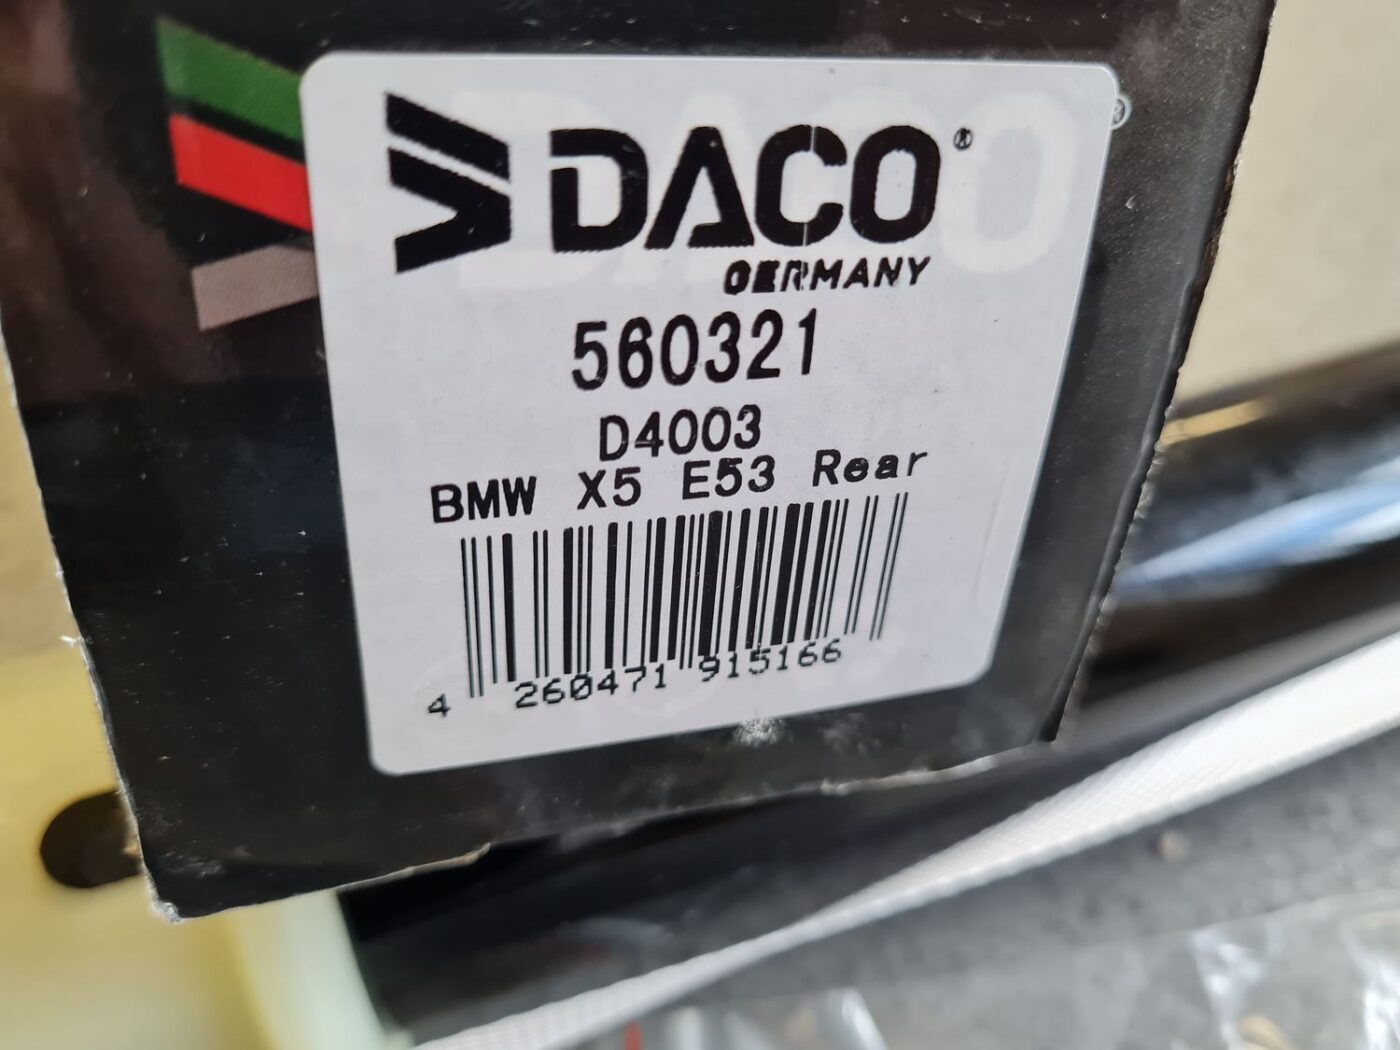 DACO®
GERMANY
560321
D4003
BMW X5 E53 Rear
4 260471 915166